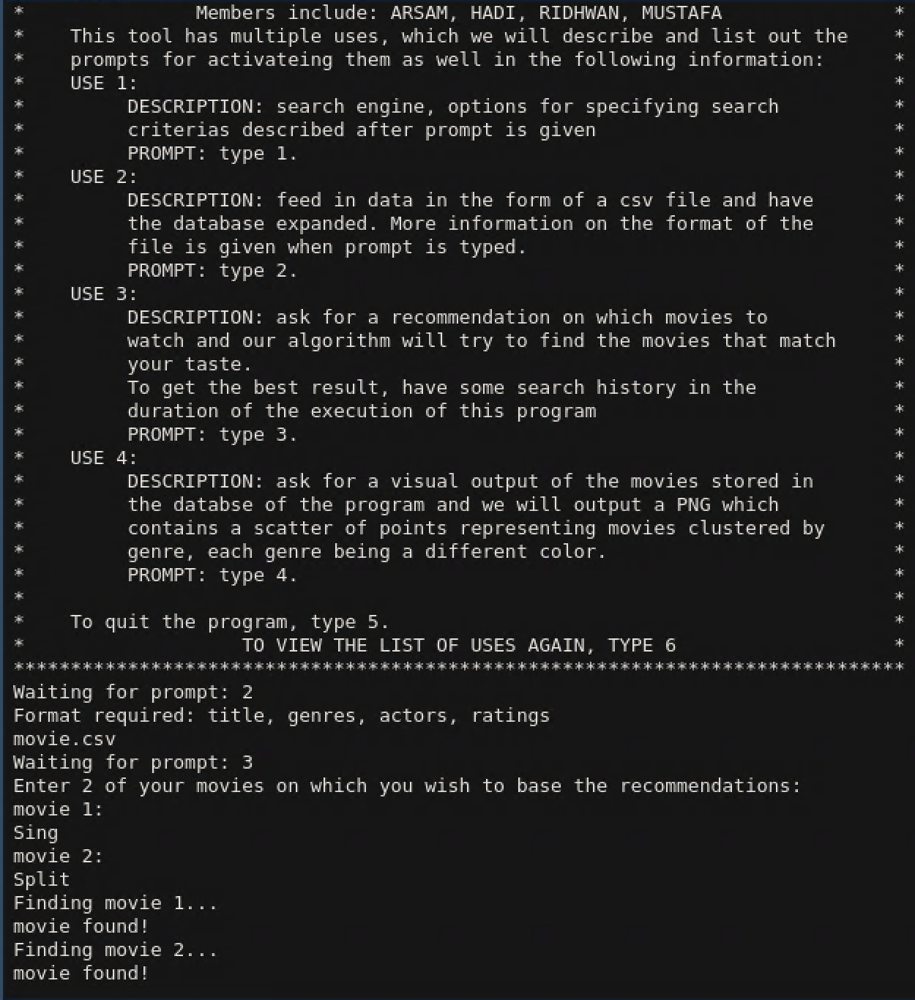 * Members include: ARSAM, HADI, RIDHWAN, MUSTAFA *
* This tool has multiple uses, which we will describe and list out the *
* prompts for activateing them as well in the following information: *
* USE 1: *
* DESCRIPTION: search engine, options for specifying search *
* criterias described after prompt is given *
* PROMPT: type 1. *
* USE 2: *
* DESCRIPTION: feed in data in the form of a csv file and have *
* the database expanded. More information on the format of the *
* file is given when prompt is typed. *
* PROMPT: type 2. *
* USE 3: *
* DESCRIPTION: ask for a recommendation on which movies to *
* watch and our algorithm will try to find the movies that match *
* your taste. *
* To get the best result, have some search history in the *
* duration of the execution of this program *
* PROMPT: type 3. *
* USE 4: *
* DESCRIPTION: ask for a visual output of the movies stored in *
* the databse of the program and we will output a PNG which *
* contains a scatter of points representing movies clustered by *
* genre, each genre being a different color. *
* PROMPT: type 4. *
* *
* To quit the program, type 5. *
* TO VIEW THE LIST OF USES AGAIN, TYPE 6 *
******************************************************************************
Waiting for prompt: 2
Format required: title, genres, actors, ratings
movie.csv
Waiting for prompt: 3
Enter 2 of your movies on which you wish to base the recommendations:
movie 1:
Sing
movie 2:
Split
Finding movie 1...
movie found!
Finding movie 2...
movie found!